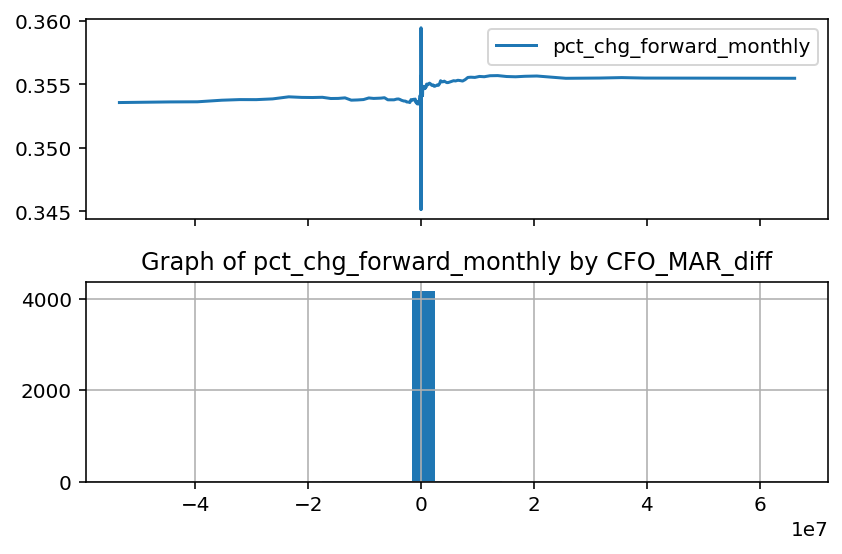 0.360
0.355
0.350
0.345
pct_chg_forward_monthly
Graph of pct_chg_forward_monthly by CFO_MAR_diff
4000
2000
0
−4 −2 0 2 4 6
1e7